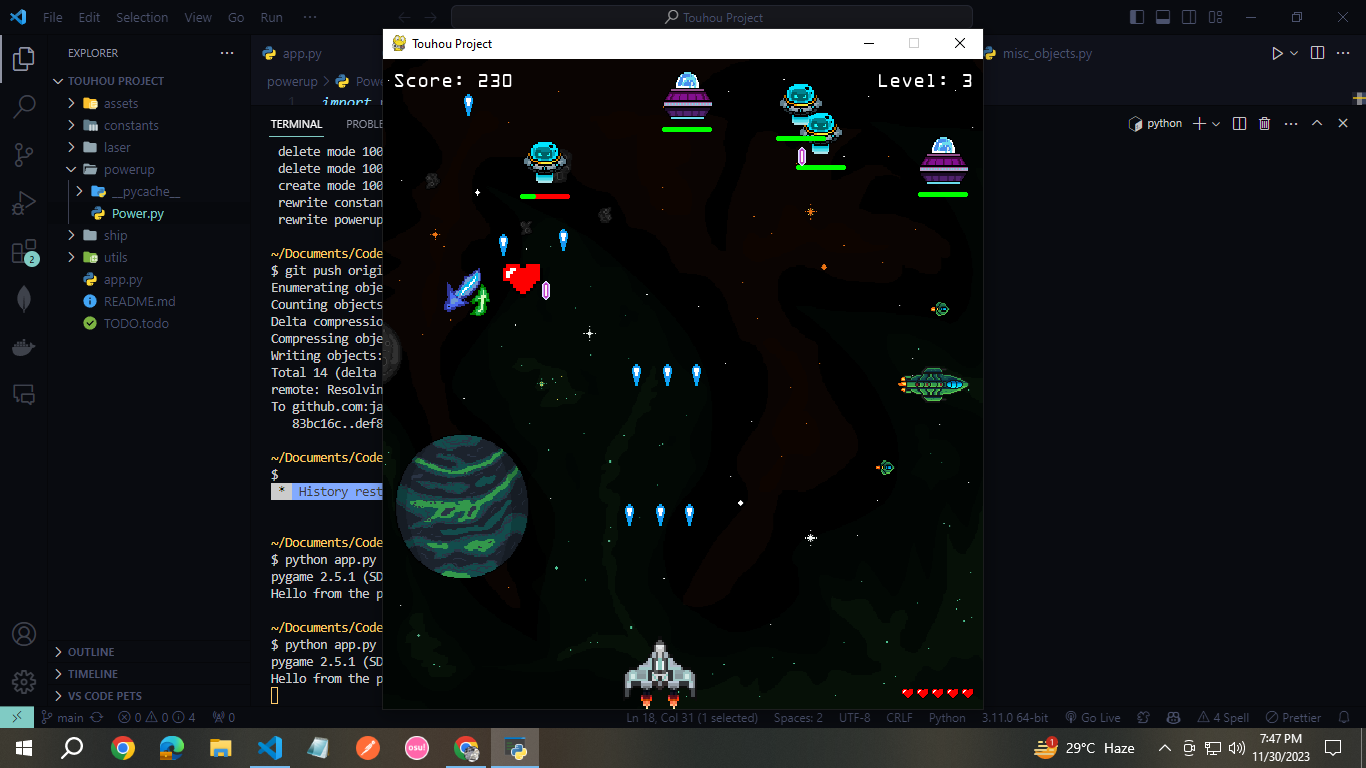 File Edit Selection View Go Run ···
Touhou Project
EXPLORER ···
TOUHOU PROJECT
assets
constants
laser
powerup
__pycache__
Power.py
ship
utils
app.py
README.md
TODO.todo
OUTLINE
TIMELINE
VS CODE PETS
2
app.py
misc_objects.py
powerup > Pow
1 import
TERMINAL PROBLE
python
delete mode 100
delete mode 100
create mode 100
rewrite constan
rewrite powerup
~/Documents/Code
$ git push origi
Enumerating obje
Counting objects
Delta compressio
Compressing obje
Writing objects:
Total 14 (delta
remote: Resolvin
To github.com:ja
83bc16c..def8
~/Documents/Code
$
* History rest
~/Documents/Code
$ python app.py
pygame 2.5.1 (SD
Hello from the p
~/Documents/Code
$ python app.py
pygame 2.5.1 (SD
Hello from the p
Touhou Project
Score: 230
Level: 3
main 0 0 4 0
Ln 18, Col 31 (1 selected) Spaces: 2 UTF-8 CRLF Python 3.11.0 64-bit Go Live 4 Spell Prettier
osu!
1
29°C Haze
7:47 PM
11/30/2023